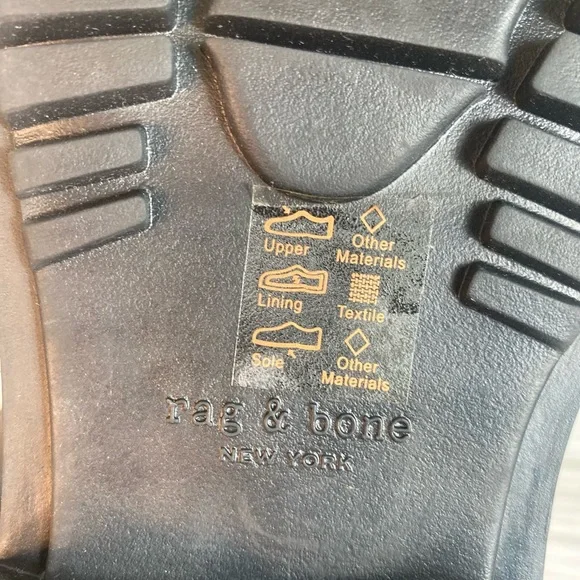 Upper Other Materials
Lining Textile
Sole Other Materials
rag & bone
NEW YORK